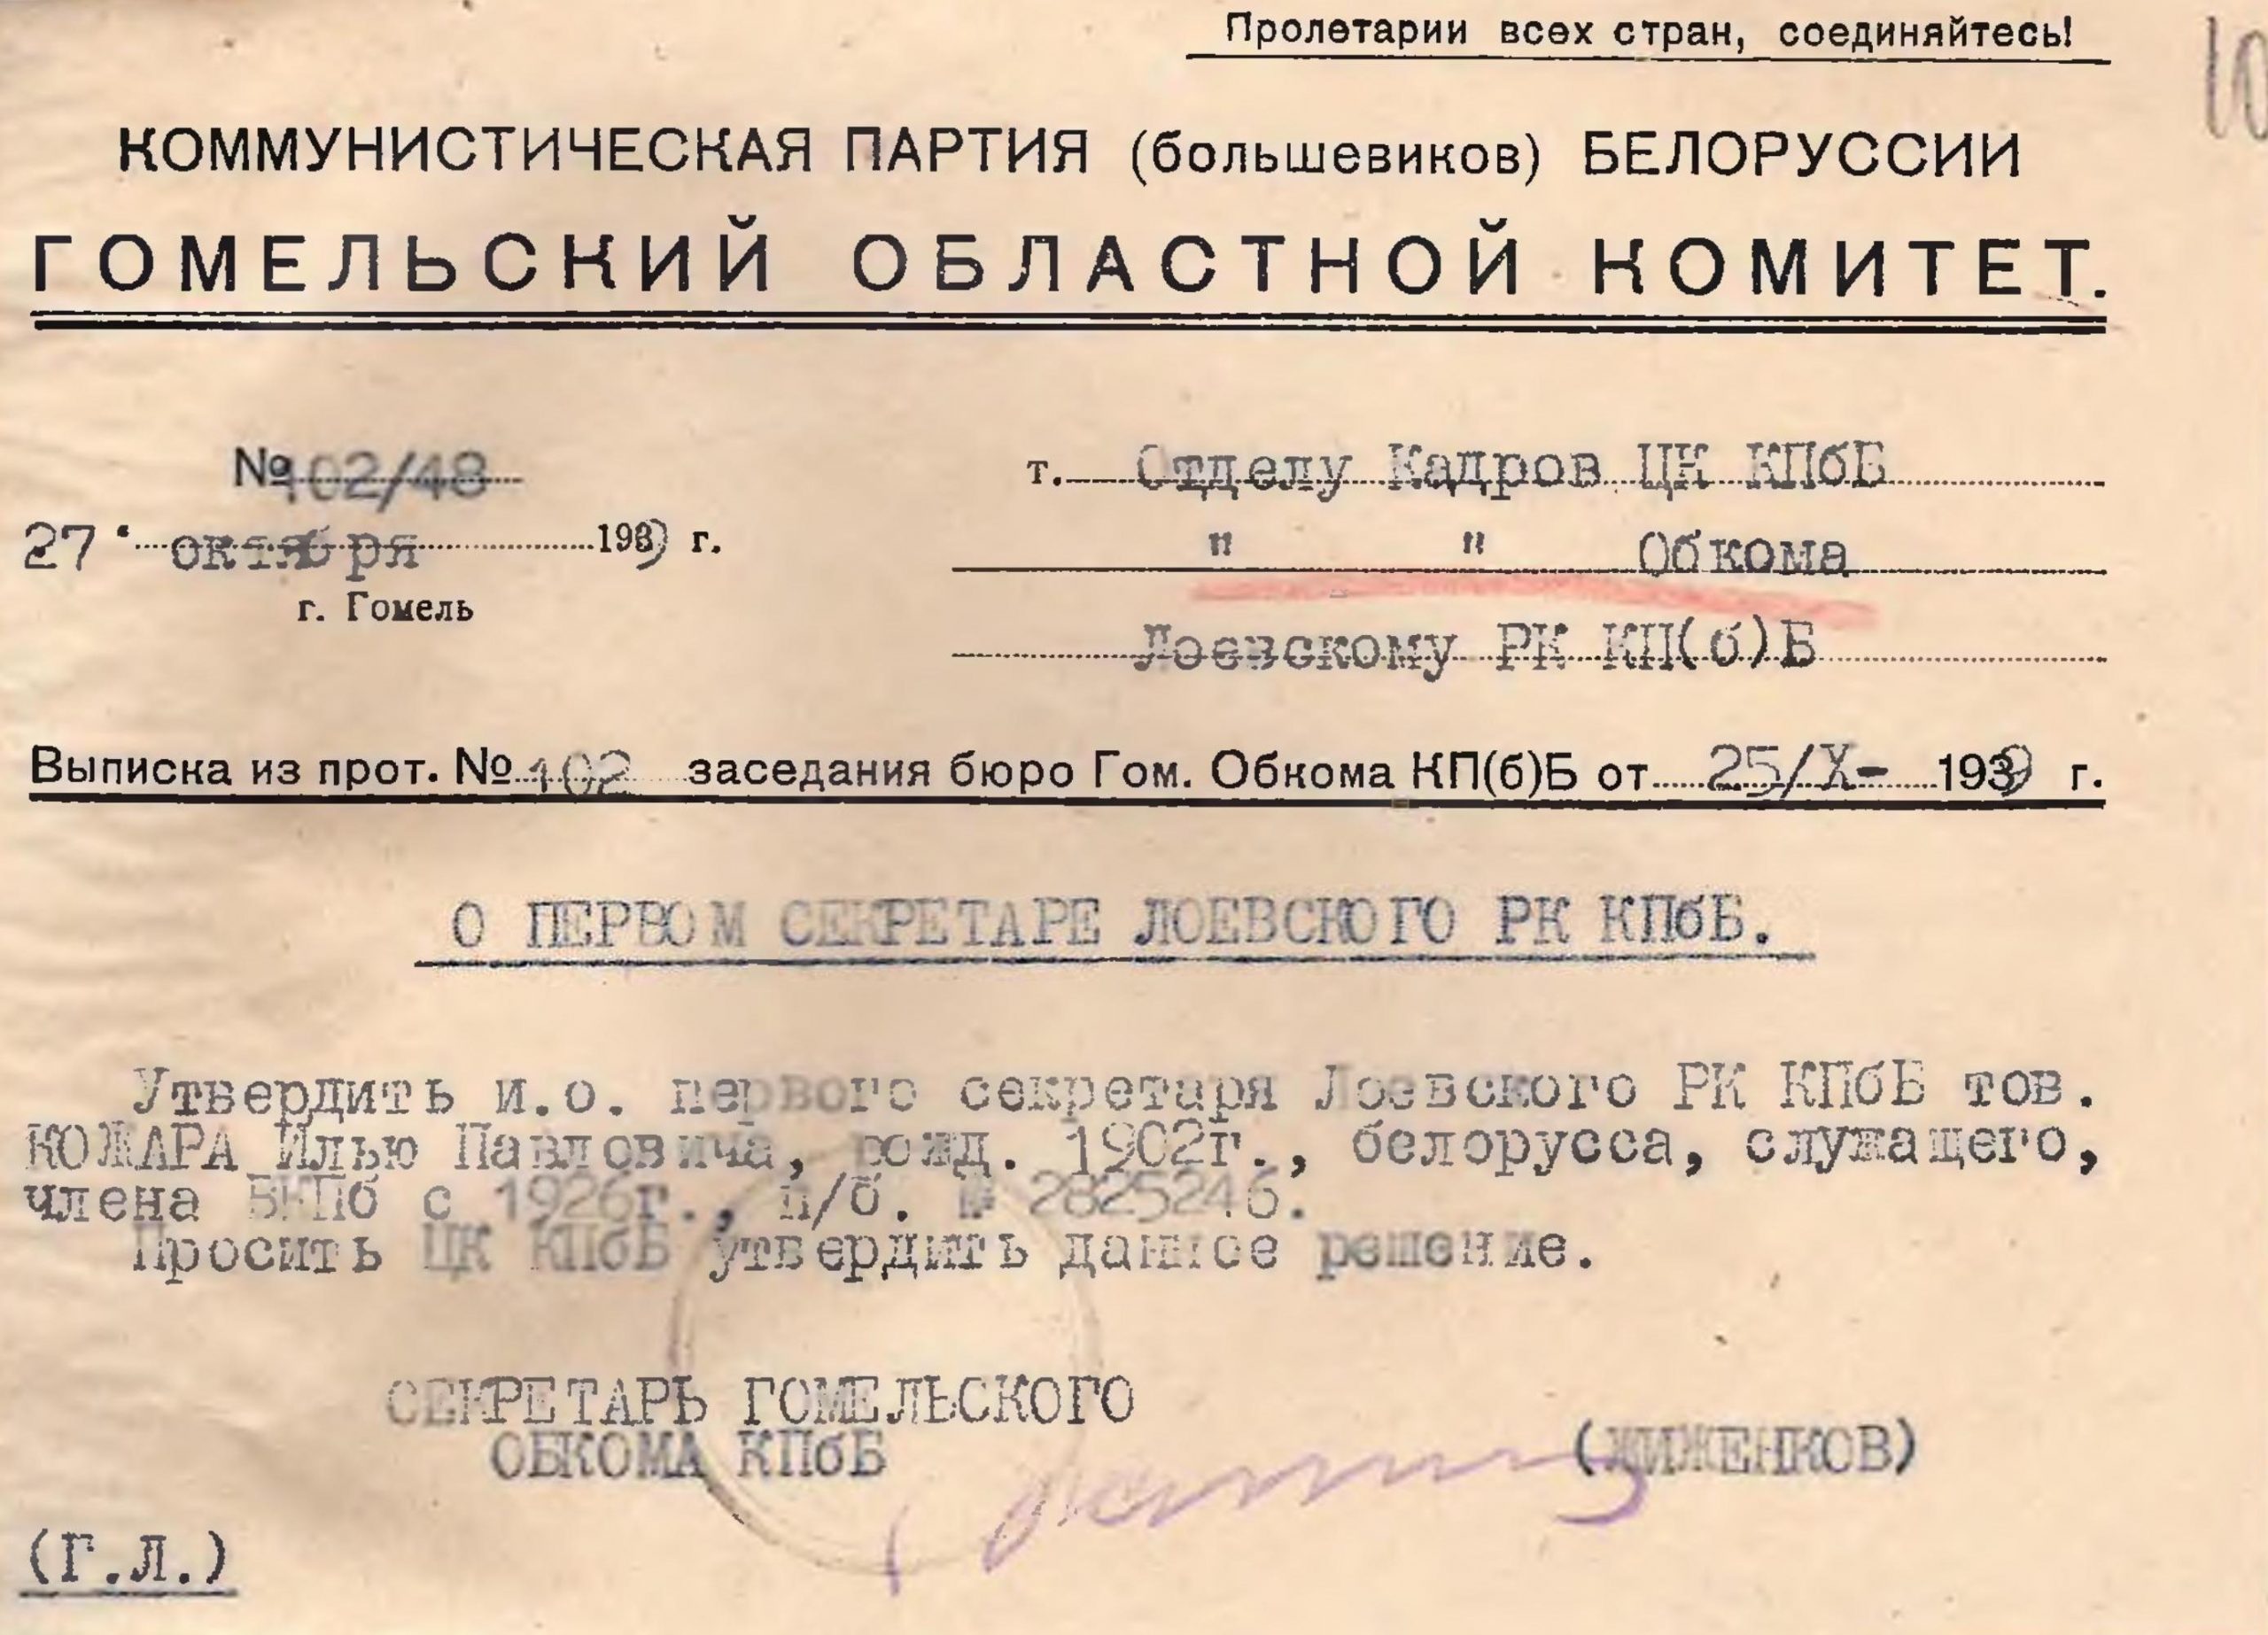 Пролетарии всех стран, соединяйтесь!
10
КОММУНИСТИЧЕСКАЯ ПАРТИЯ (большевиков) БЕЛОРУССИИ
ГОМЕЛЬСКИЙ ОБЛАСТНОЙ КОМИТЕТ.
№102/48
т. Отделу Кадров ЦК КПбБ
27 " октября 1939 г.
" " Обкома
г. Гомель
Лоевскому РК КП(б)Б
Выписка из прот. № 102 заседания бюро Гом. Обкома КП(б)Б от 25/X- 1939 г.
О ПЕРВОМ СЕКРЕТАРЕ ЛОЕВСКОГО РК КПбБ.
Утвердить и.о. первого секретаря Лоевского РК КПбБ тов.
КОЖАРА Илью Павловича, рожд. 1902г., белорусса, служащего,
члена ВКПб с 1926г., п/б. № 2825246.
Просить ЦК КПбБ утвердить данное решение.
СЕКРЕТАРЬ ГОМЕЛЬСКОГО
ОБКОМА КПбБ
(ЖИЖЕНКОВ)
(Г.Л.)